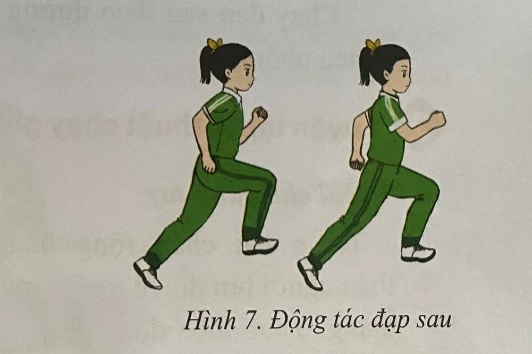 Hình 7. Động tác đạp sau